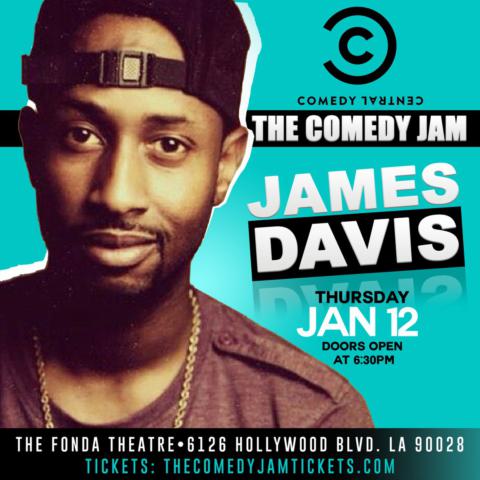 COMEDY CENTRAL
THE COMEDY JAM
JAMES
DAVIS
THURSDAY
JAN 12
DOORS OPEN
AT 6:30PM
THE FONDA THEATRE•6126 HOLLYWOOD BLVD. LA 90028
TICKETS: THECOMEDYJAMTICKETS.COM